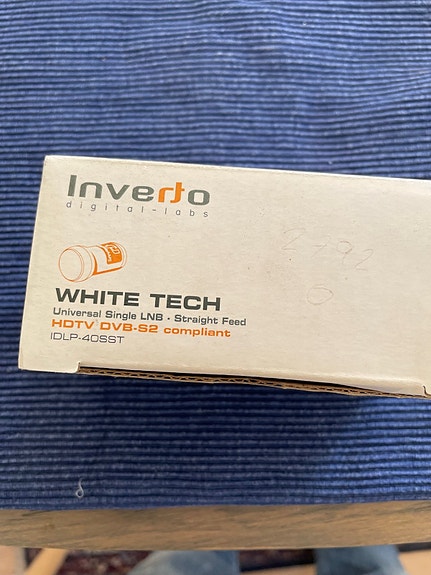 Inverto
digital-labs
WHITE TECH
Universal Single LNB • Straight Feed
HDTV DVB-S2 compliant
IDLP-40SST